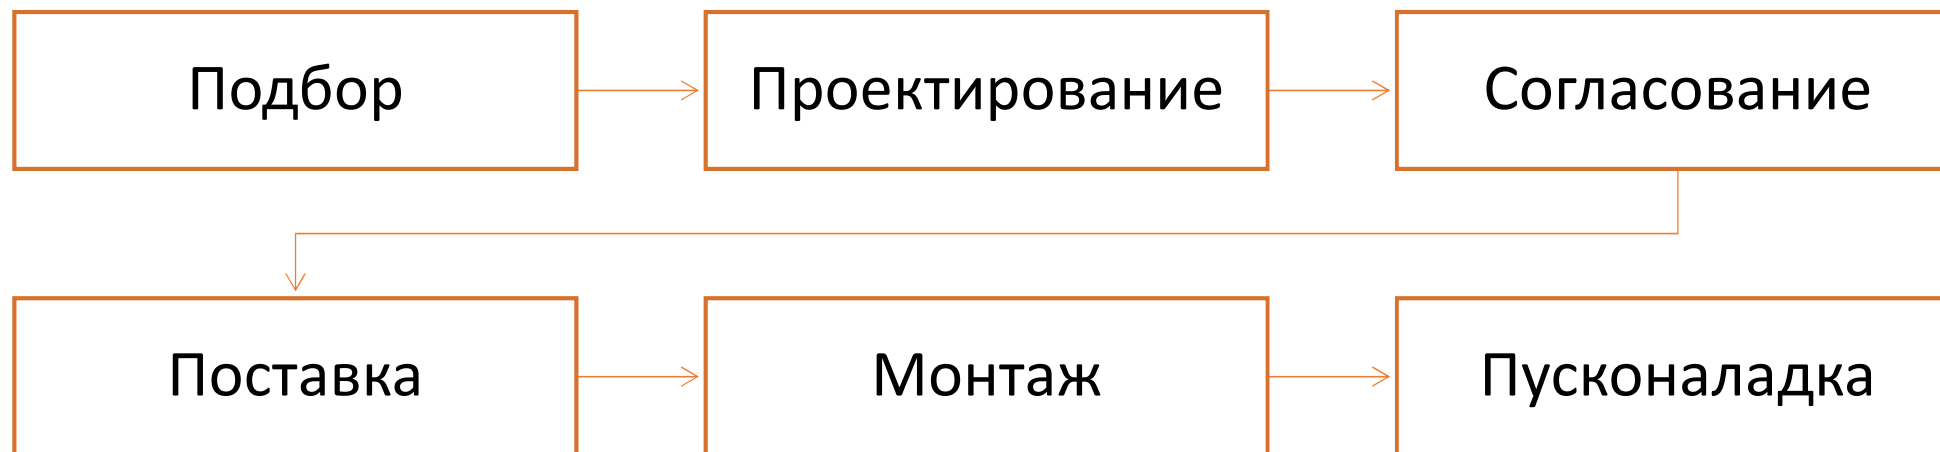 Подбор
Проектирование
Согласование
Поставка
Монтаж
Пусконаладка